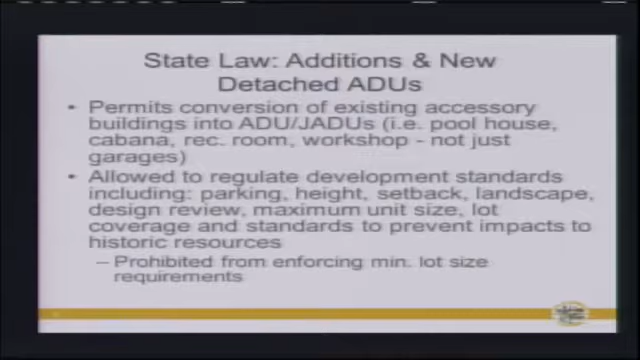 State Law: Additions & New
Detached ADUs
• Permits conversion of existing accessory
buildings into ADU/JADUs (i.e. pool house,
cabana, rec. room, workshop - not just
garages)
• Allowed to regulate development standards
including: parking, height, setback, landscape,
design review, maximum unit size, lot
coverage and standards to prevent impacts to
historic resources
– Prohibited from enforcing min. lot size
requirements